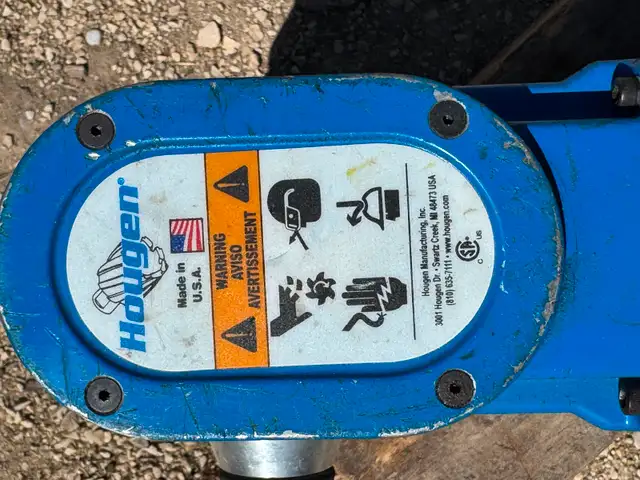 Hougen®
Made in
U.S.A.
WARNING
AVISO
AVERTISSEMENT
Hougen Manufacturing, Inc.
3001 Hougen Dr. • Swartz Creek, MI 48473 USA
(810) 635-7111 • www.hougen.com
C US